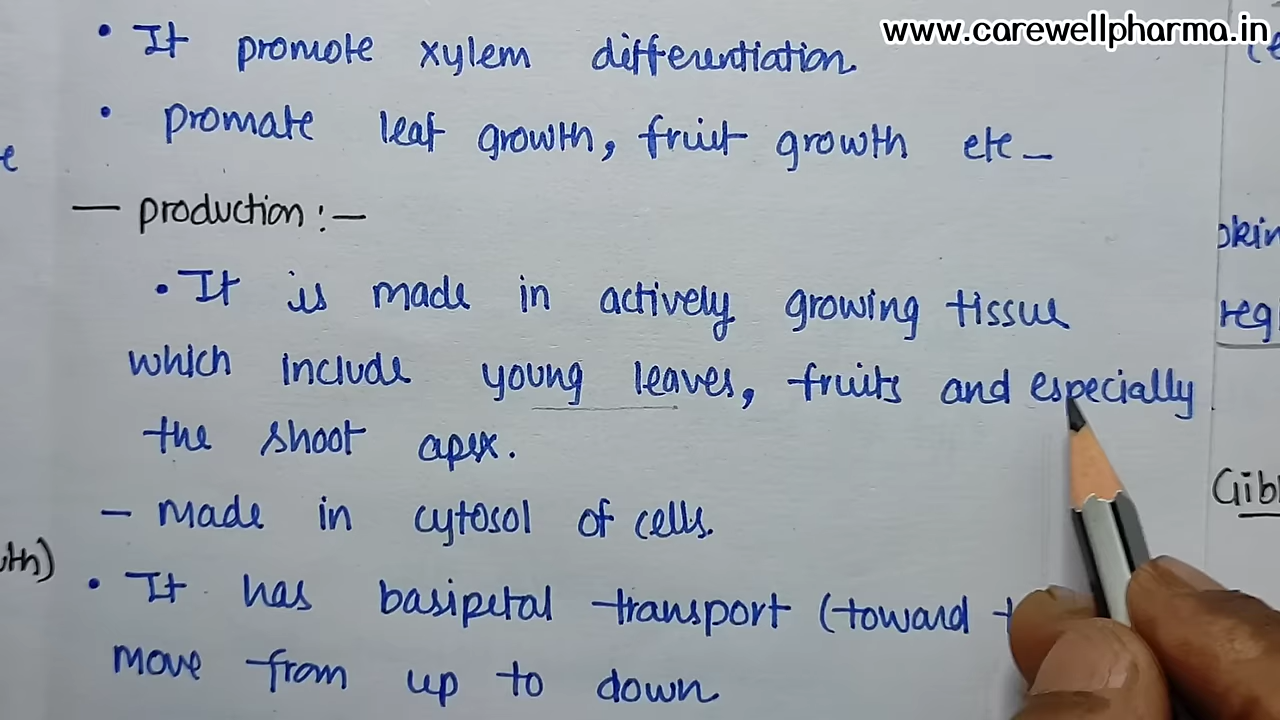 www.carewellpharma.in
• It promote xylem differentiation.
• promate leaf growth, fruit growth etc -
— production :-
• It is made in actively growing tissue
which include young leaves, fruits and especially
the shoot apex.
- made in cytosol of cells.
• It has basipetal transport (toward
move from up to down